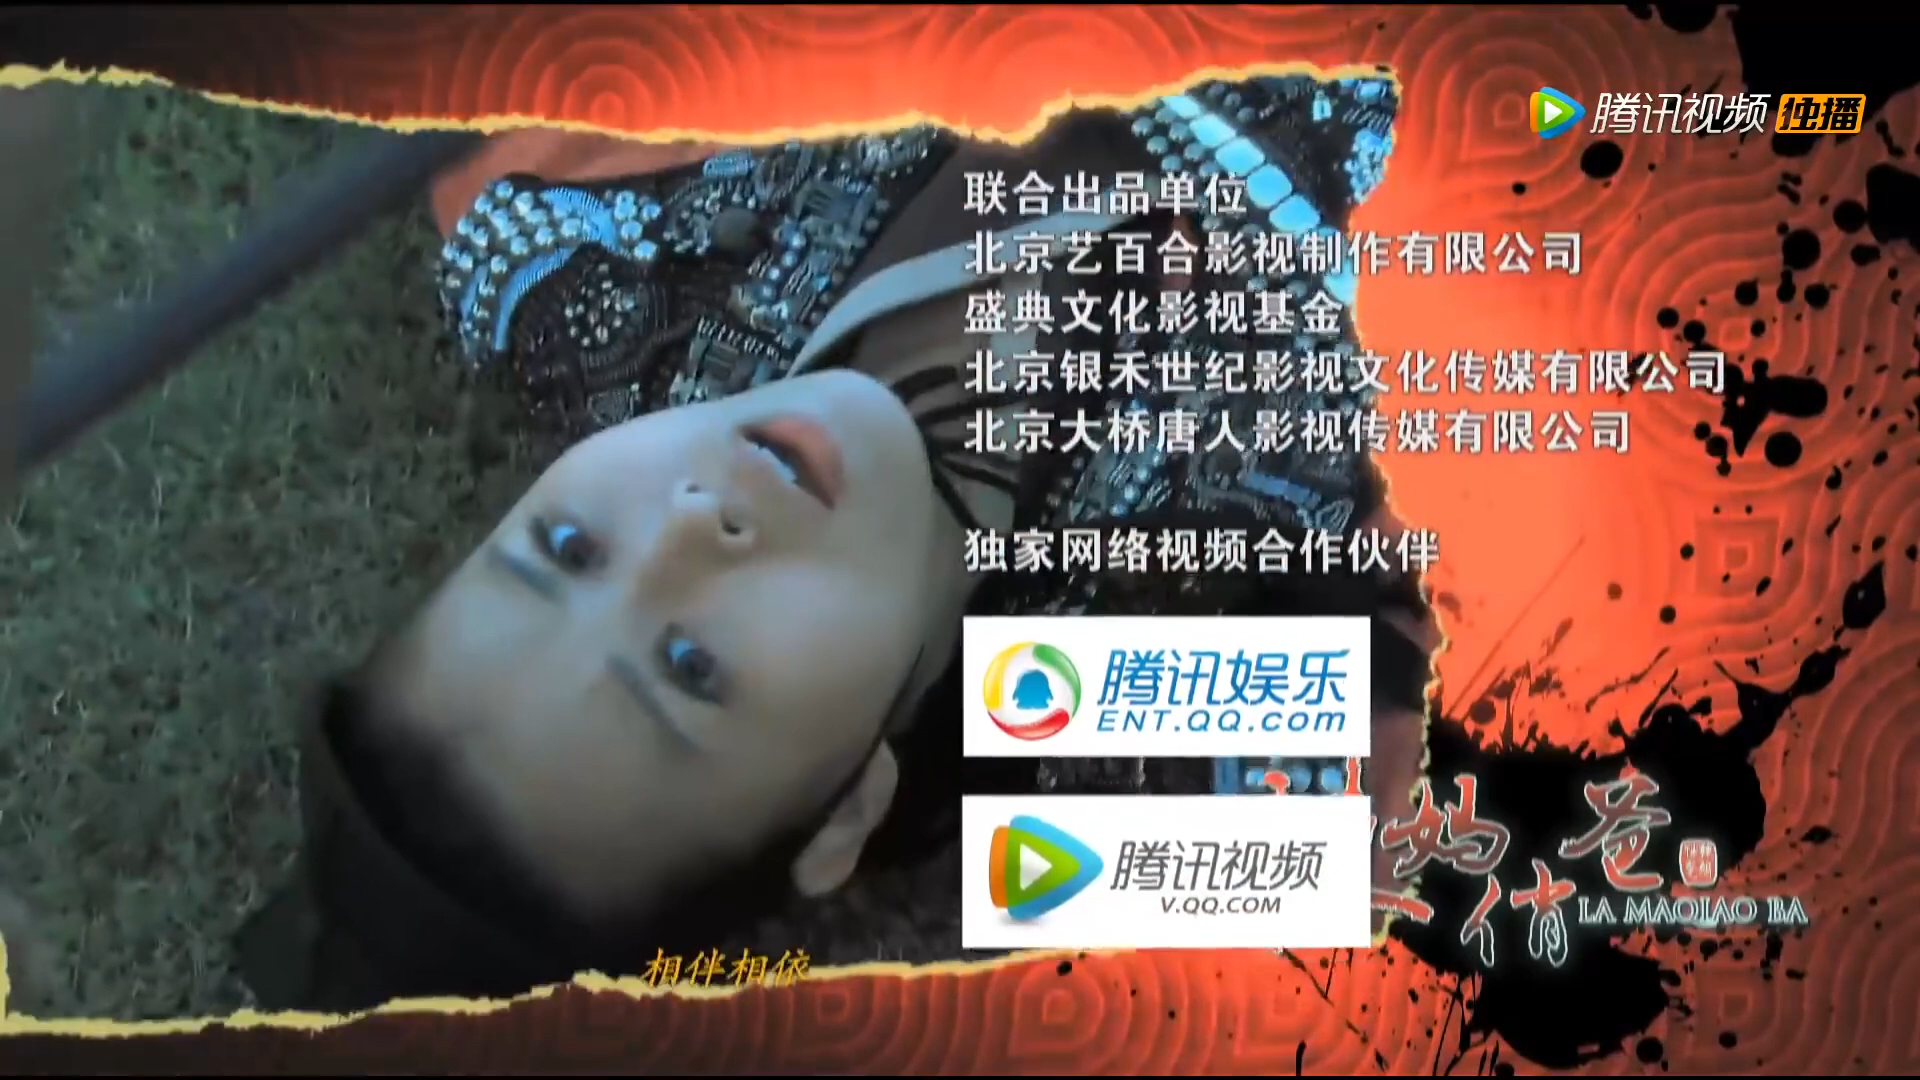 腾讯视频 独播
联合出品单位
北京艺百合影视制作有限公司
盛典文化影视基金
北京银禾世纪影视文化传媒有限公司
北京大桥唐人影视传媒有限公司
独家网络视频合作伙伴
腾讯娱乐
ENT.QQ.com
腾讯视频
V.QQ.COM
妈
俏
爸
LA MAQIAO BA
相伴相依